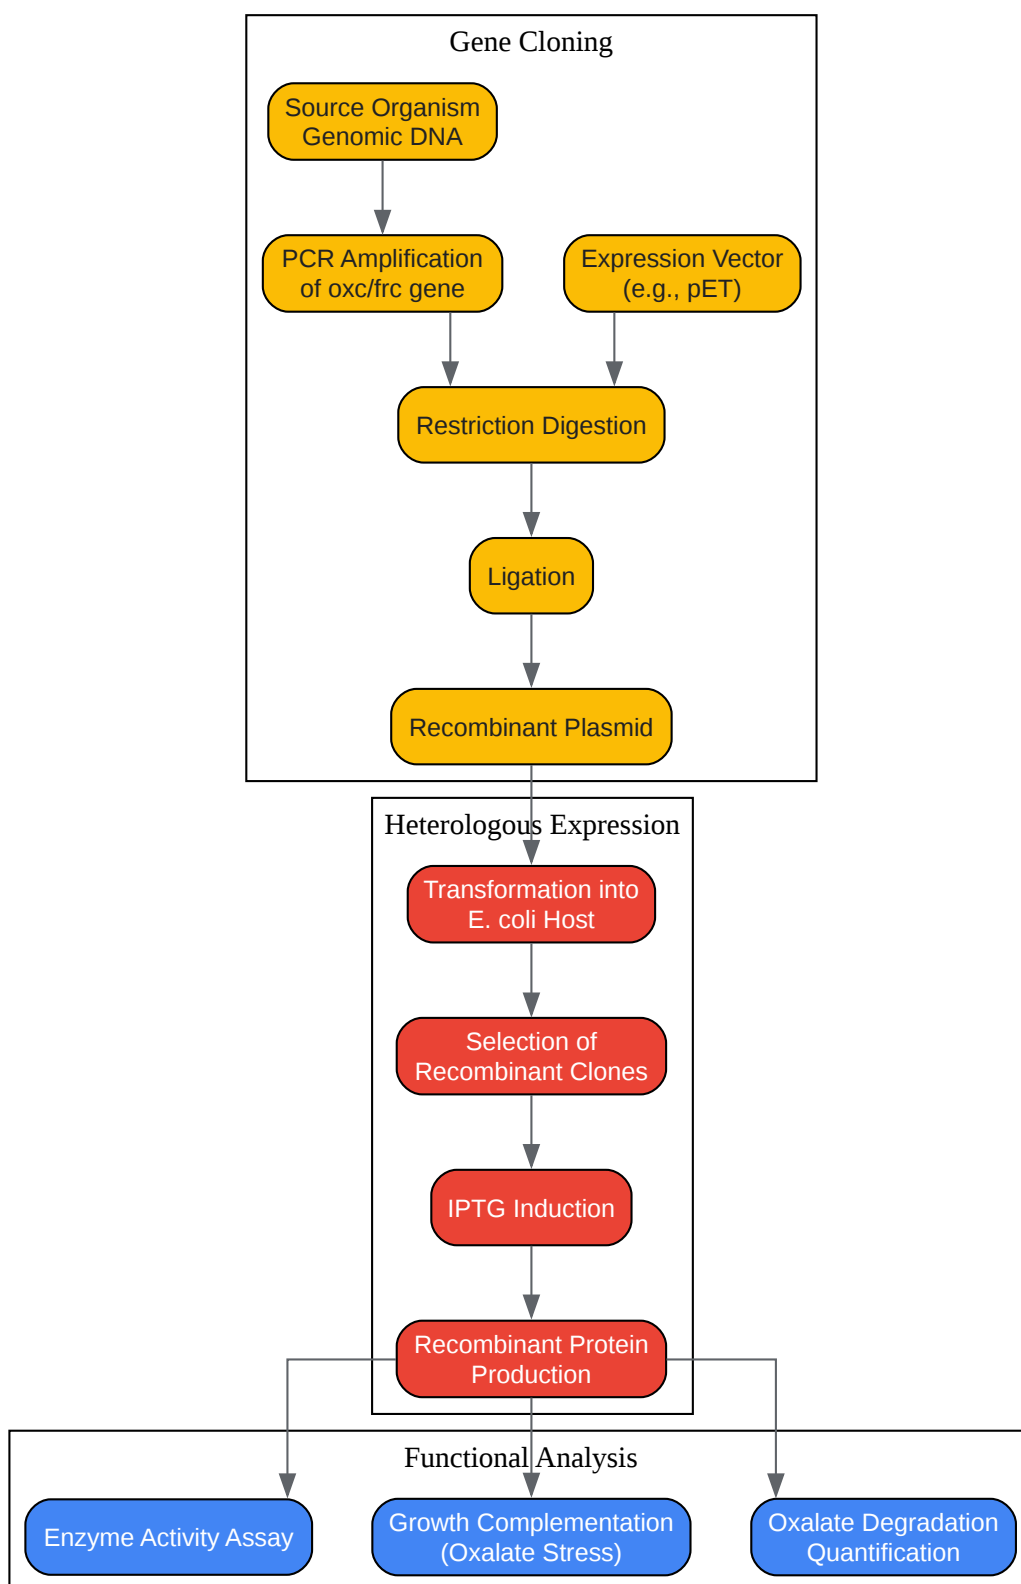 Gene Cloning
Source Organism
Genomic DNA
PCR Amplification
of oxc/frc gene
Expression Vector
(e.g., pET)
Restriction Digestion
Ligation
Recombinant Plasmid
Heterologous Expression
Transformation into
E. coli Host
Selection of
Recombinant Clones
IPTG Induction
Recombinant Protein
Production
Functional Analysis
Enzyme Activity Assay
Growth Complementation
(Oxalate Stress)
Oxalate Degradation
Quantification